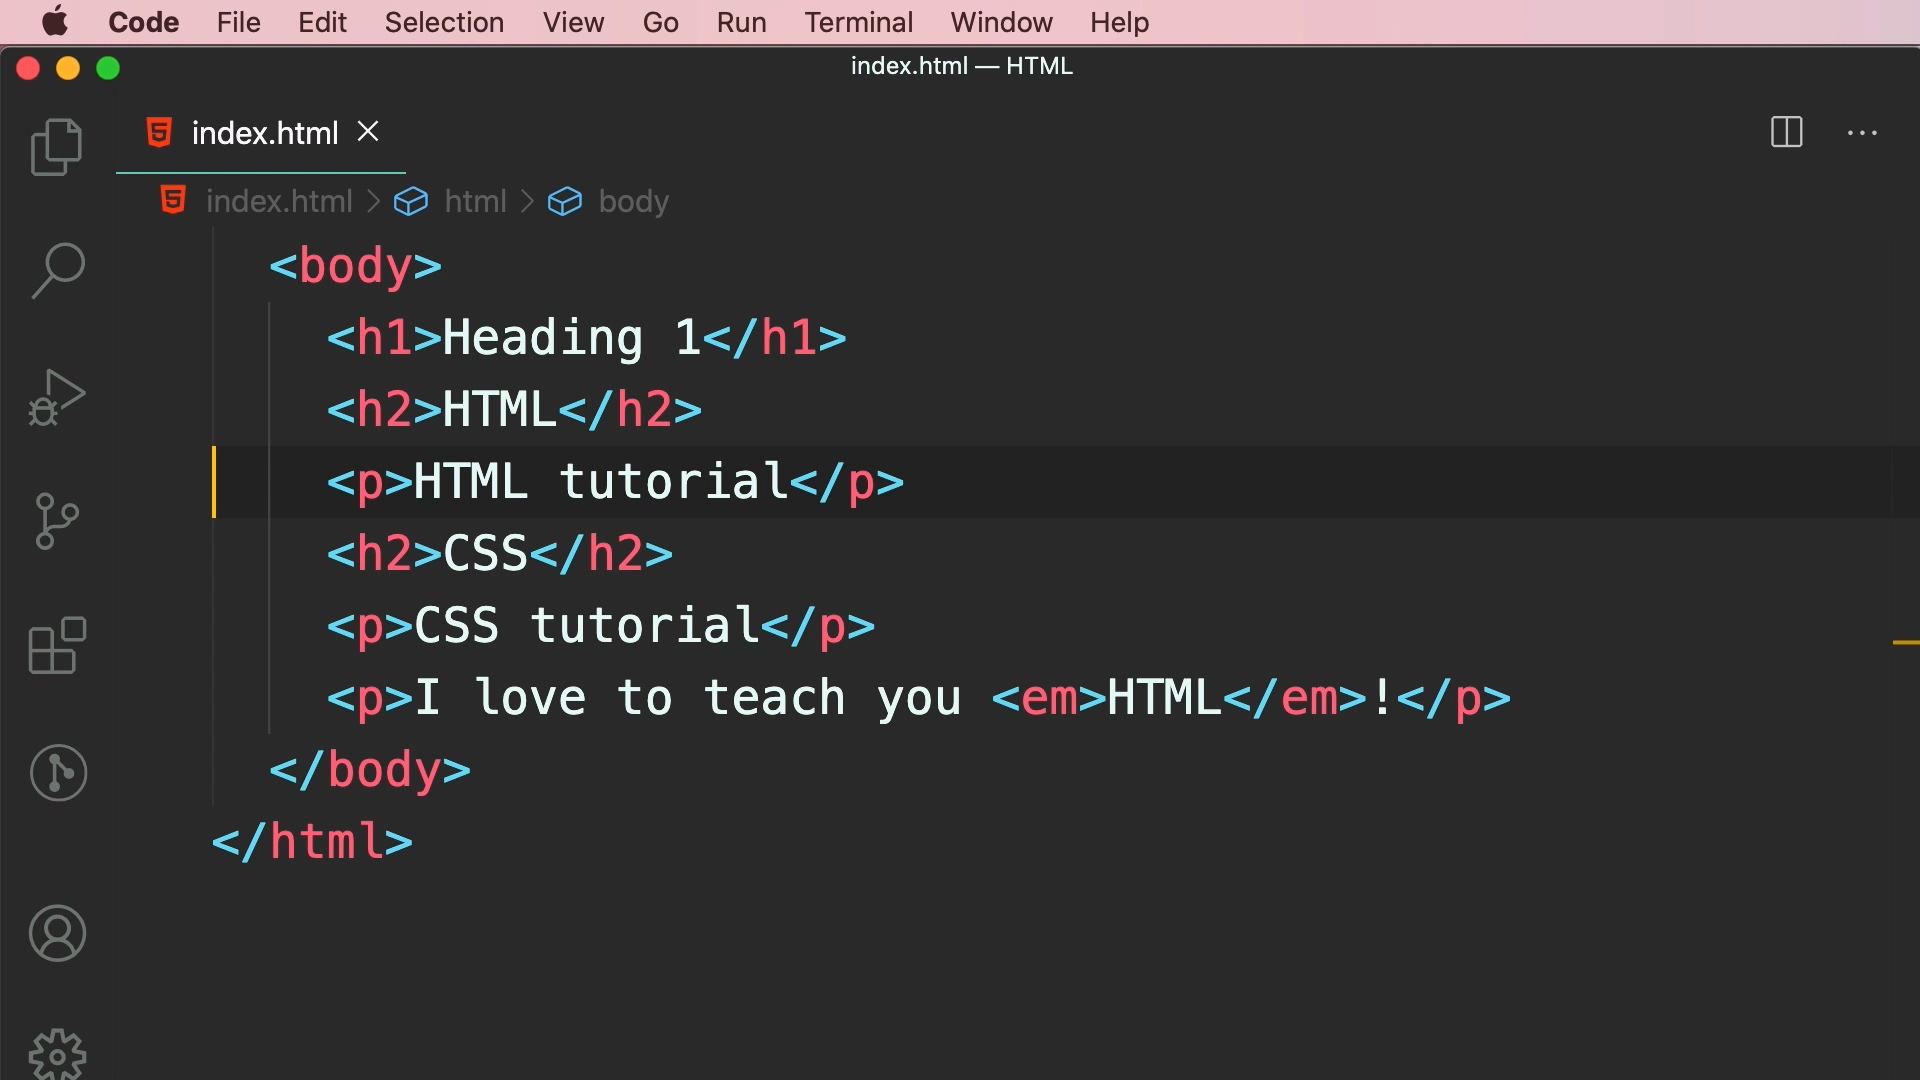 Code File Edit Selection View Go Run Terminal Window Help
index.html — HTML
index.html
index.html > html > body
<body>
<h1>Heading 1</h1>
<h2>HTML</h2>
<p>HTML tutorial</p>
<h2>CSS</h2>
<p>CSS tutorial</p>
<p>I love to teach you <em>HTML</em>!</p>
</body>
</html>